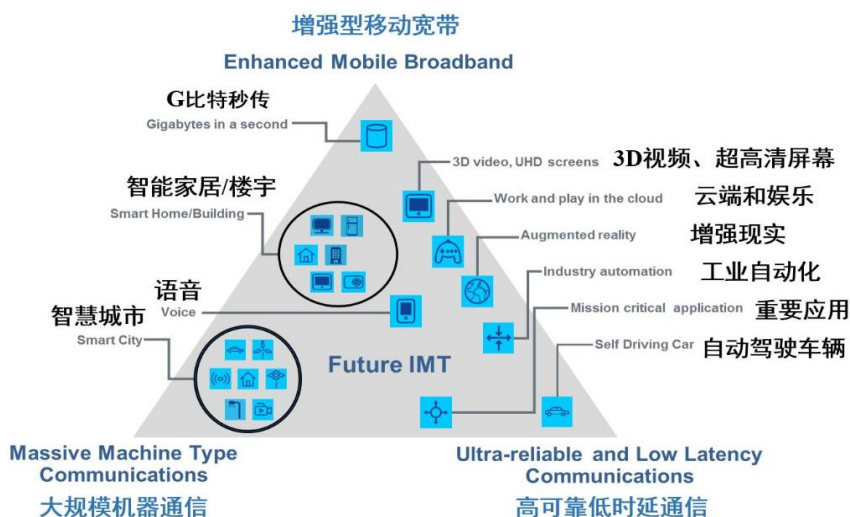 增强型移动宽带
Enhanced Mobile Broadband
G比特秒传
Gigabytes in a second
3D video, UHD screens 3D视频、超高清屏幕
智能家居/楼宇
Smart Home/Building
Work and play in the cloud 云端和娱乐
Augmented reality 增强现实
Industry automation 工业自动化
语音
Voice
Mission critical application 重要应用
智慧城市
Smart City
Self Driving Car 自动驾驶车辆
Future IMT
Massive Machine Type
Communications
大规模机器通信
Ultra-reliable and Low Latency
Communications
高可靠低时延通信